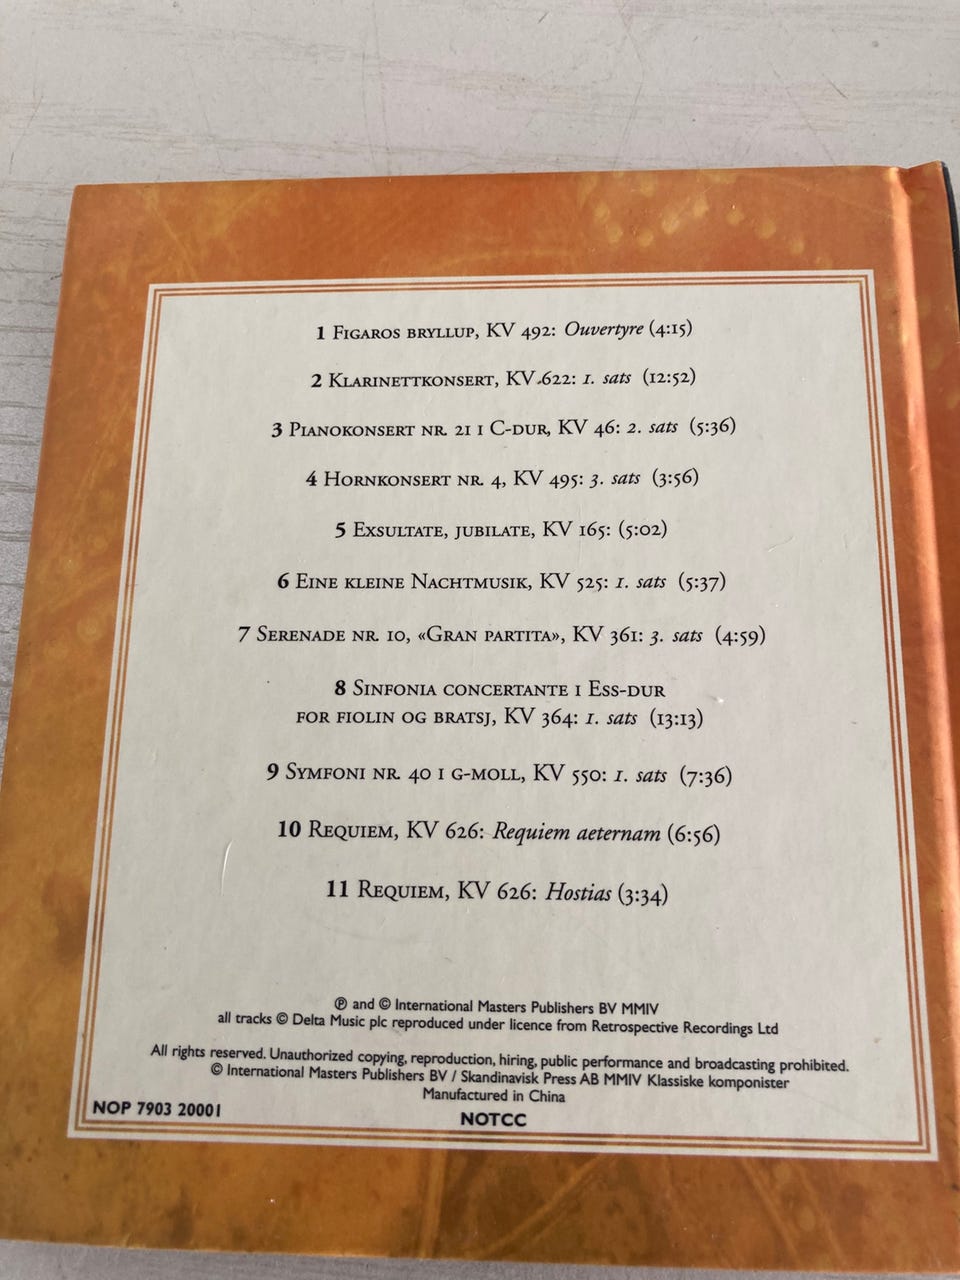 1 Figaros bryllup, KV 492: Ouvertyre (4:15)
2 Klarinettkonsert, KV 622: 1. sats (12:52)
3 Pianokonsert nr. 21 i C-dur, KV 46: 2. sats (5:36)
4 Hornkonsert nr. 4, KV 495: 3. sats (3:56)
5 Exsultate, jubilate, KV 165: (5:02)
6 Eine kleine Nachtmusik, KV 525: 1. sats (5:37)
7 Serenade nr. 10, «Gran partita», KV 361: 3. sats (4:59)
8 Sinfonia concertante i Ess-dur
for fiolin og bratsj, KV 364: 1. sats (13:13)
9 Symfoni nr. 40 i g-moll, KV 550: 1. sats (7:36)
10 Requiem, KV 626: Requiem aeternam (6:56)
11 Requiem, KV 626: Hostias (3:34)
℗ and © International Masters Publishers BV MMIV
all tracks © Delta Music plc reproduced under licence from Retrospective Recordings Ltd
All rights reserved. Unauthorized copying, reproduction, hiring, public performance and broadcasting prohibited.
© International Masters Publishers BV / Skandinavisk Press AB MMIV Klassiske komponister
Manufactured in China
NOP 7903 20001
NOTCC